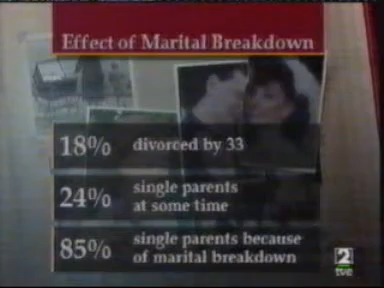 Effect of Marital Breakdown
18% divorced by 33
24% single parents
at some time
85% single parents because
of marital breakdown
2
tve